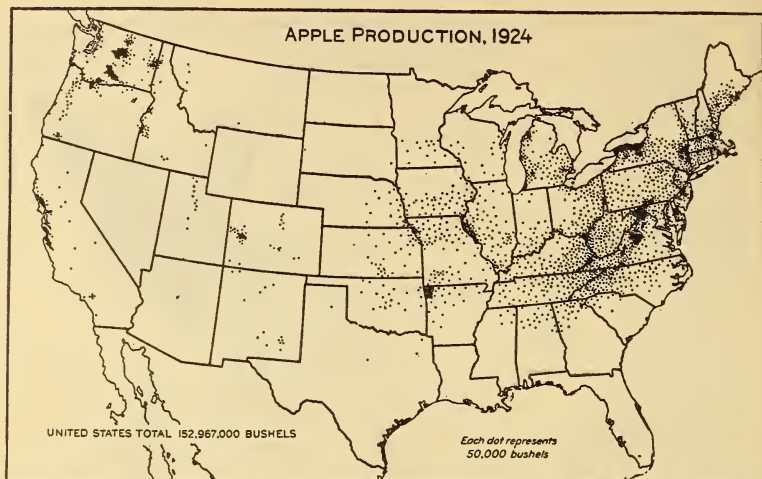 APPLE PRODUCTION, 1924
UNITED STATES TOTAL 152,967,000 BUSHELS
Each dot represents
50,000 bushels